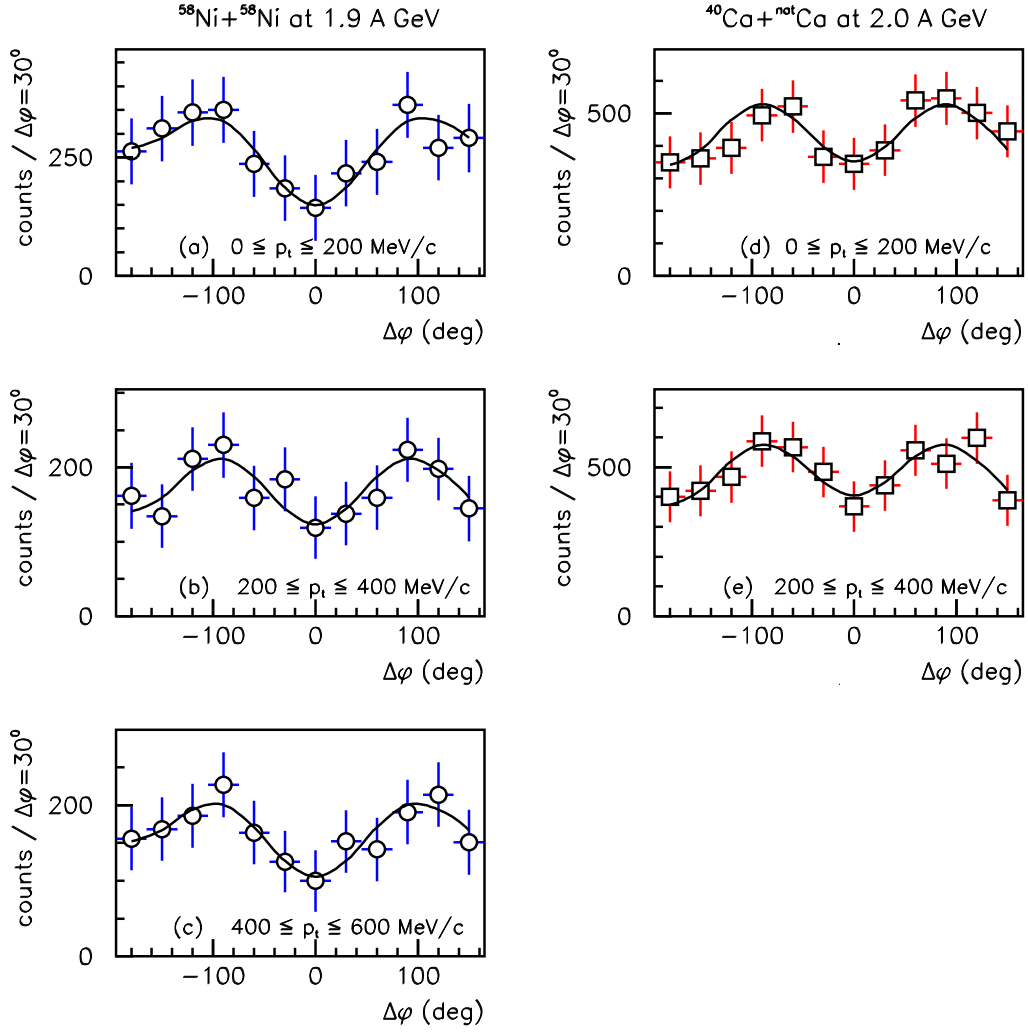 ⁵⁸Ni+⁵⁸Ni at 1.9 A GeV
⁴⁰Ca+ⁿᵃᵗCa at 2.0 A GeV
counts / Δφ=30°
250
0
(a) 0 ≦ pₜ ≦ 200 MeV/c
−100 0 100
Δφ (deg)
counts / Δφ=30°
500
0
(d) 0 ≦ pₜ ≦ 200 MeV/c
−100 0 100
Δφ (deg)
counts / Δφ=30°
200
0
(b) 200 ≦ pₜ ≦ 400 MeV/c
−100 0 100
Δφ (deg)
counts / Δφ=30°
500
0
(e) 200 ≦ pₜ ≦ 400 MeV/c
−100 0 100
Δφ (deg)
counts / Δφ=30°
200
0
(c) 400 ≦ pₜ ≦ 600 MeV/c
−100 0 100
Δφ (deg)